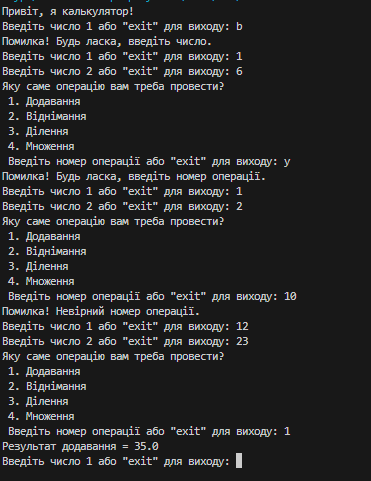 Привіт, я калькулятор!
Введіть число 1 або "exit" для виходу: b
Помилка! Будь ласка, введіть число.
Введіть число 1 або "exit" для виходу: 1
Введіть число 2 або "exit" для виходу: 6
Яку саме операцію вам треба провести?
1. Додавання
2. Віднімання
3. Ділення
4. Множення
Введіть номер операції або "exit" для виходу: y
Помилка! Будь ласка, введіть номер операції.
Введіть число 1 або "exit" для виходу: 1
Введіть число 2 або "exit" для виходу: 2
Яку саме операцію вам треба провести?
1. Додавання
2. Віднімання
3. Ділення
4. Множення
Введіть номер операції або "exit" для виходу: 10
Помилка! Невірний номер операції.
Введіть число 1 або "exit" для виходу: 12
Введіть число 2 або "exit" для виходу: 23
Яку саме операцію вам треба провести?
1. Додавання
2. Віднімання
3. Ділення
4. Множення
Введіть номер операції або "exit" для виходу: 1
Результат додавання = 35.0
Введіть число 1 або "exit" для виходу: